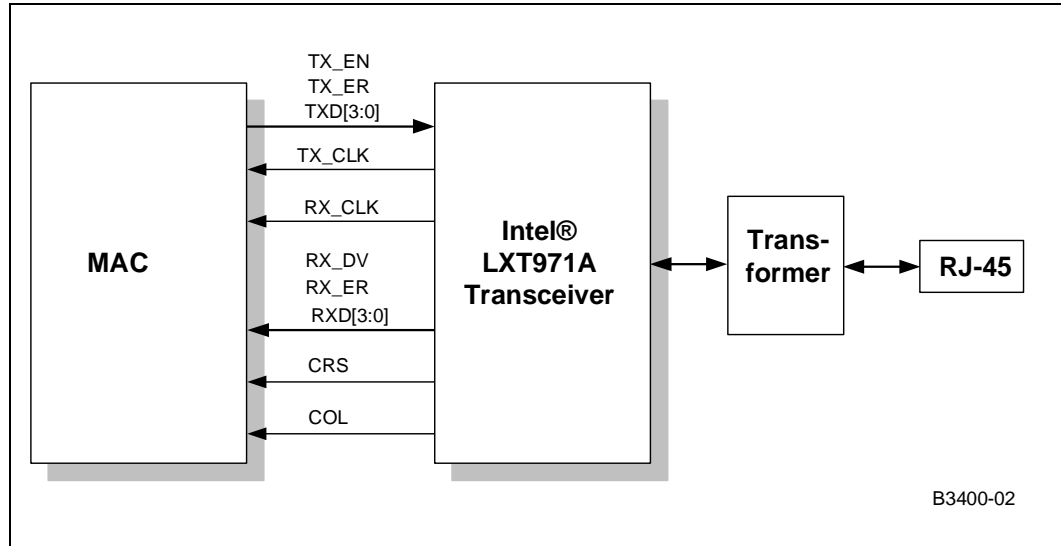 TX_EN
TX_ER
TXD[3:0]
TX_CLK
RX_CLK
RX_DV
RX_ER
RXD[3:0]
CRS
COL
MAC
Intel®
LXT971A
Transceiver
Trans-
former
RJ-45
B3400-02